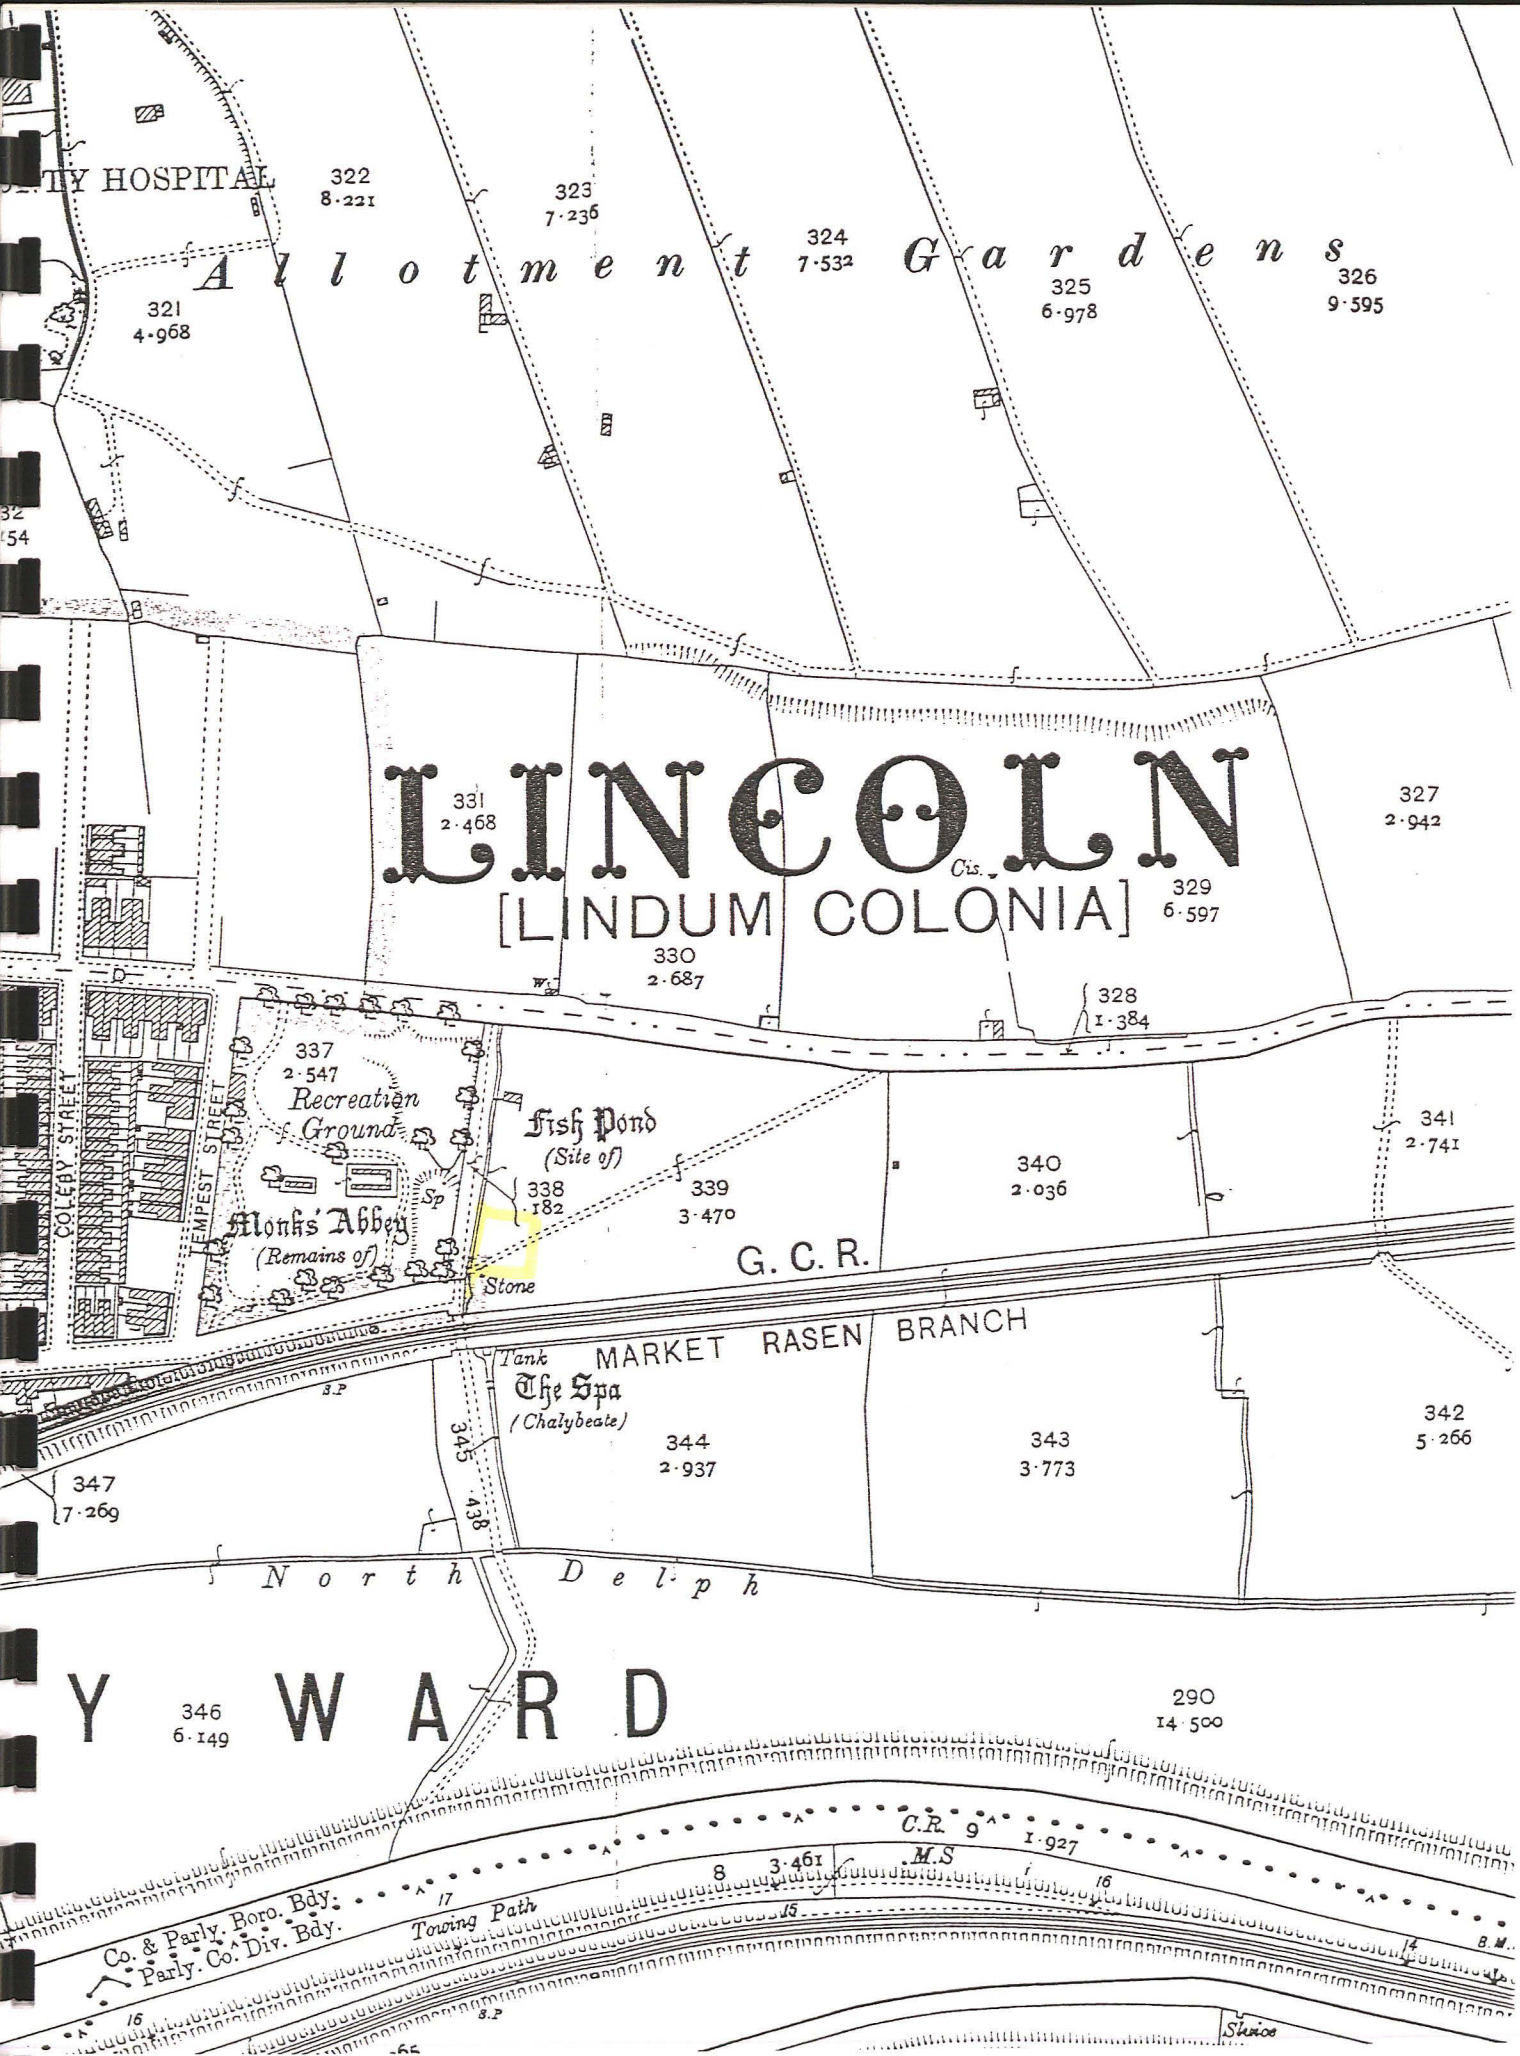 UNTY HOSPITAL
322
8·221
323
7·236
324
7·532
Allotment Gardens
325
6·978
326
9·595
321
4·968
32
454
LINCOLN
[LINDUM COLONIA]
331
2·468
327
2·942
Cis.
329
6·597
330
2·687
W.
328
1·384
337
2·547
Recreation
Ground
COLEBY STREET
TEMPEST STREET
Fish Pond
(Site of)
338
·182
339
3·470
340
2·036
341
2·741
Sp
Monks' Abbey
(Remains of)
Stone
G. C. R.
MARKET RASEN BRANCH
Tank
The Spa
(Chalybeate)
S.P
345
·438
344
2·937
343
3·773
342
5·266
347
7·269
North Delph
Y WARD
346
6·149
290
14·500
C.R. 9 1·927
8 3·461
M.S
16
17
Towing Path
15
Co. & Parly. Boro. Bdy.
Parly. Co. Div. Bdy.
14
B.M.
16
S.P
Sluice
65